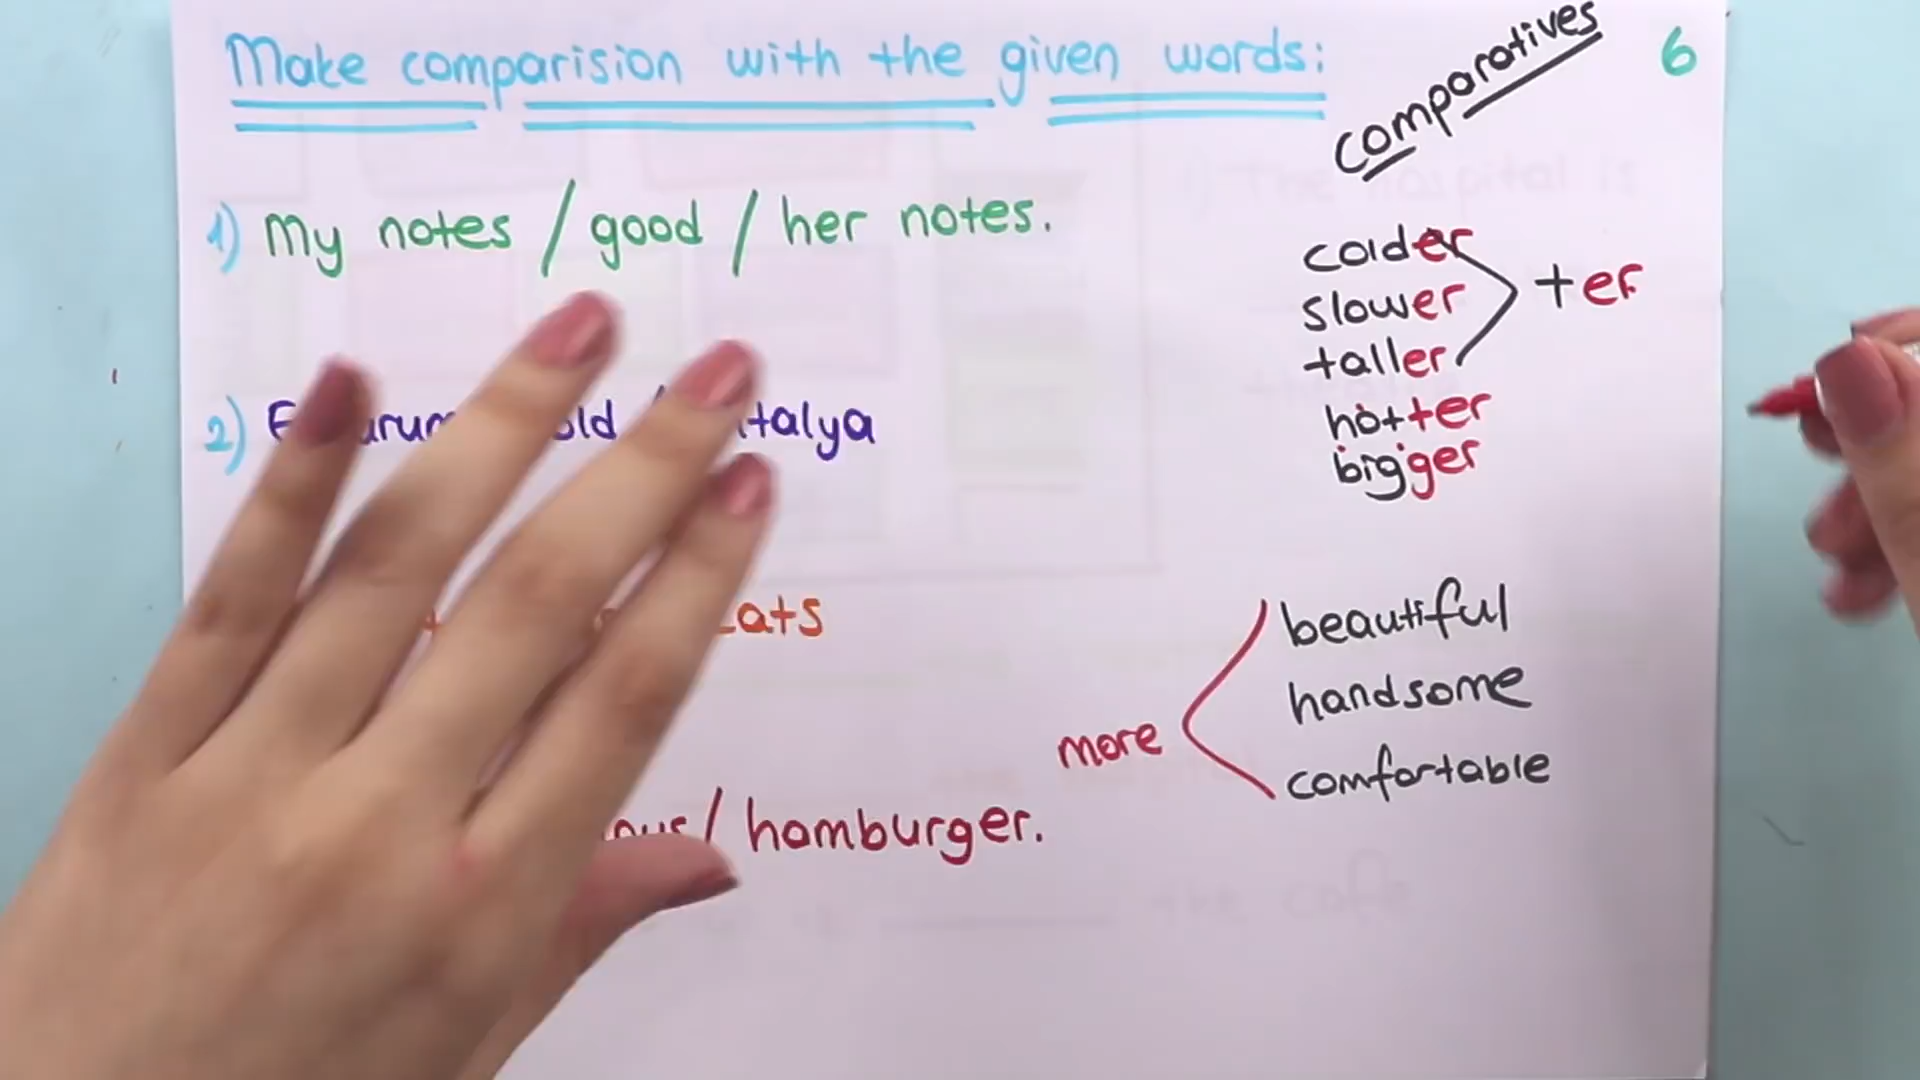 Make comparision with the given words:
comparatives
6
1) My notes / good / her notes.
colder
slower
taller
+er
hotter
bigger
2) / talya
beautiful
handsome
comfortable
more
/ hamburger.